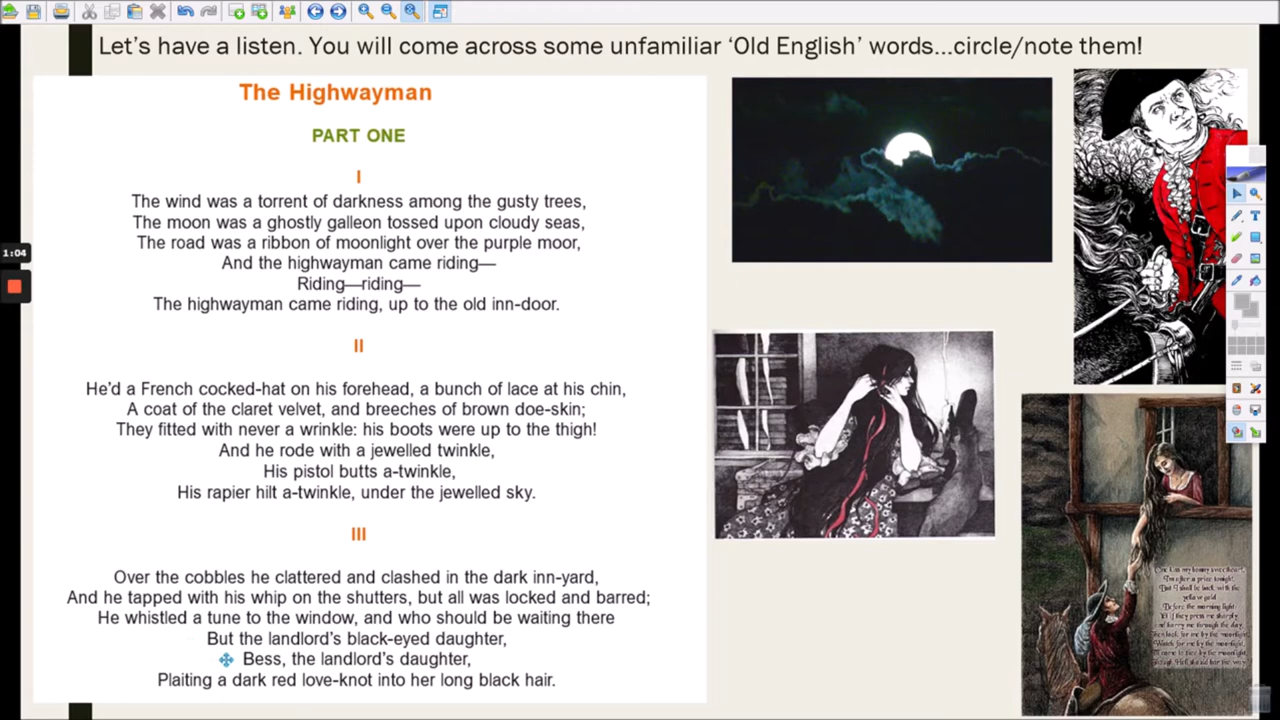 Let's have a listen. You will come across some unfamiliar 'Old English' words...circle/note them!
The Highwayman
PART ONE
I
The wind was a torrent of darkness among the gusty trees,
The moon was a ghostly galleon tossed upon cloudy seas,
The road was a ribbon of moonlight over the purple moor,
And the highwayman came riding—
Riding—riding—
The highwayman came riding, up to the old inn-door.
II
He'd a French cocked-hat on his forehead, a bunch of lace at his chin,
A coat of the claret velvet, and breeches of brown doe-skin;
They fitted with never a wrinkle: his boots were up to the thigh!
And he rode with a jewelled twinkle,
His pistol butts a-twinkle,
His rapier hilt a-twinkle, under the jewelled sky.
III
Over the cobbles he clattered and clashed in the dark inn-yard,
And he tapped with his whip on the shutters, but all was locked and barred;
He whistled a tune to the window, and who should be waiting there
But the landlord's black-eyed daughter,
Bess, the landlord's daughter,
Plaiting a dark red love-knot into her long black hair.
1:04